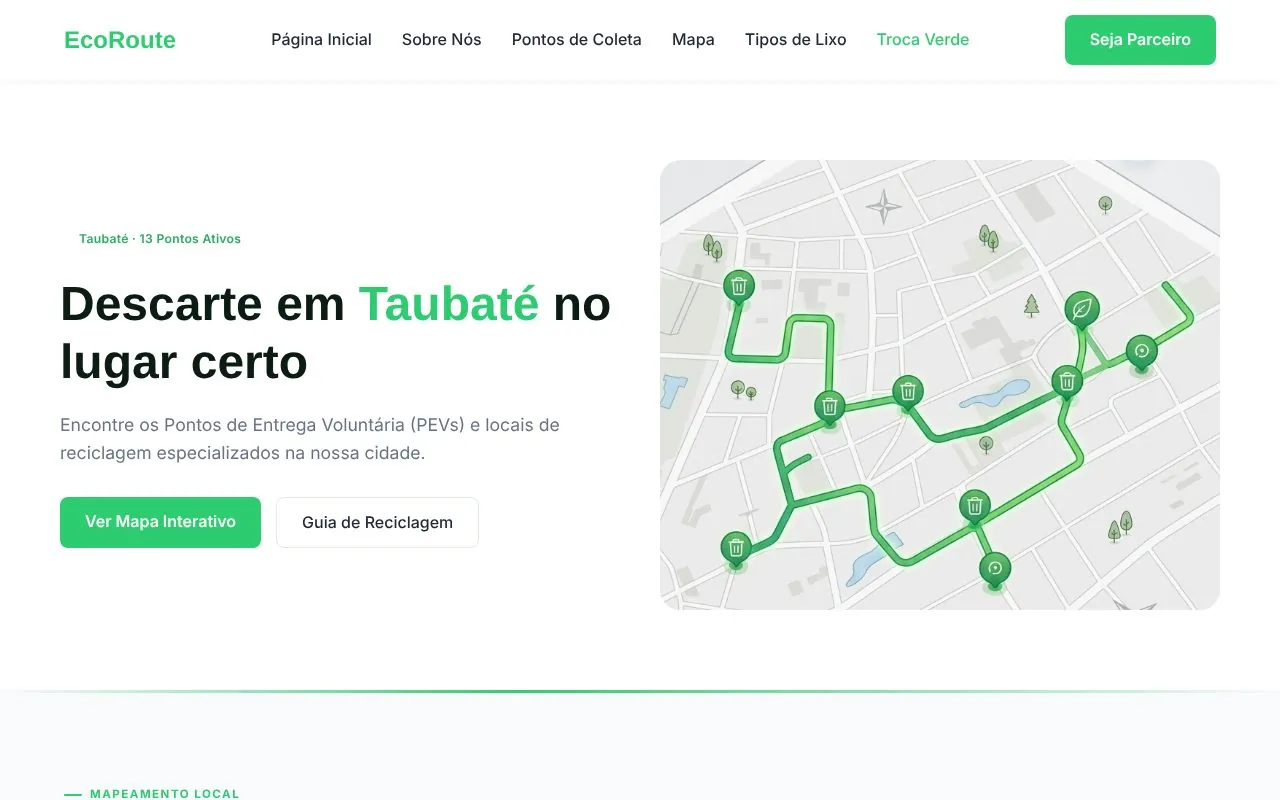 EcoRoute
Página Inicial
Sobre Nós
Pontos de Coleta
Mapa
Tipos de Lixo
Troca Verde
Seja Parceiro
Taubaté · 13 Pontos Ativos
Descarte em Taubaté no
lugar certo
Encontre os Pontos de Entrega Voluntária (PEVs) e locais de
reciclagem especializados na nossa cidade.
Ver Mapa Interativo
Guia de Reciclagem
MAPEAMENTO LOCAL